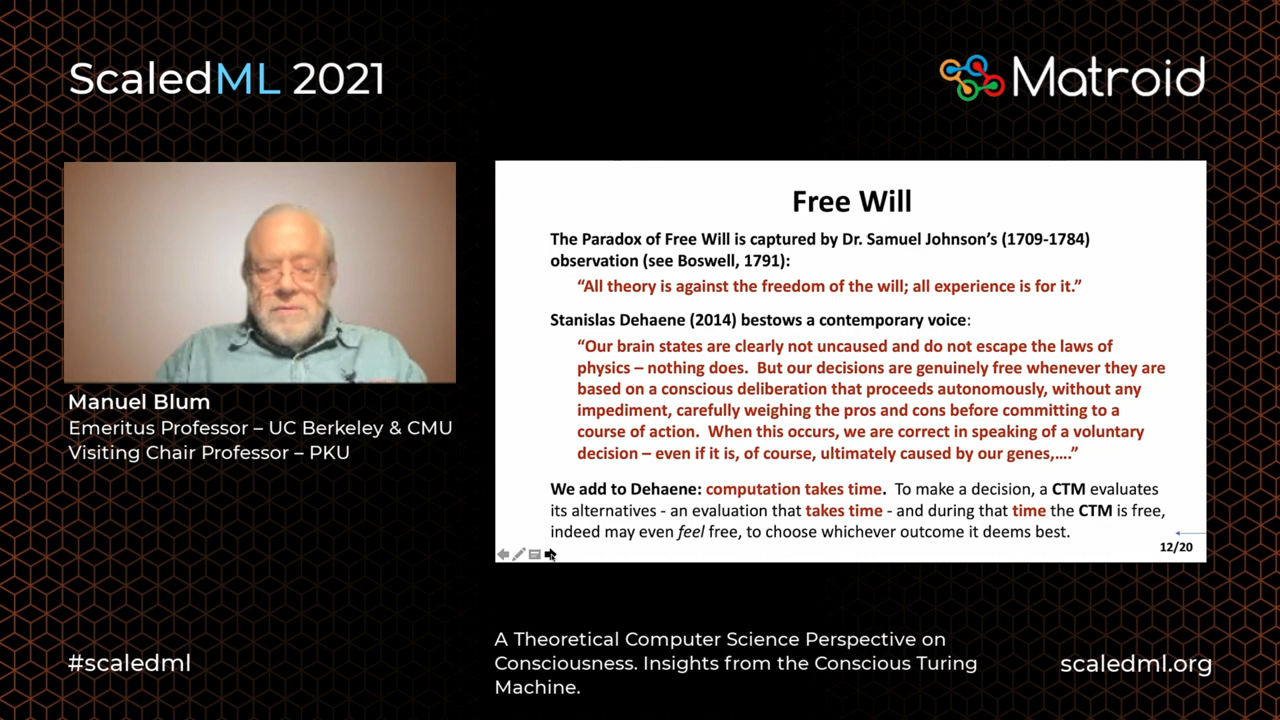 ScaledML 2021
Matroid
Manuel Blum
Emeritus Professor – UC Berkeley & CMU
Visiting Chair Professor – PKU
Free Will
The Paradox of Free Will is captured by Dr. Samuel Johnson’s (1709-1784)
observation (see Boswell, 1791):
“All theory is against the freedom of the will; all experience is for it.”
Stanislas Dehaene (2014) bestows a contemporary voice:
“Our brain states are clearly not uncaused and do not escape the laws of
physics – nothing does. But our decisions are genuinely free whenever they are
based on a conscious deliberation that proceeds autonomously, without any
impediment, carefully weighing the pros and cons before committing to a
course of action. When this occurs, we are correct in speaking of a voluntary
decision – even if it is, of course, ultimately caused by our genes,….”
We add to Dehaene: computation takes time. To make a decision, a CTM evaluates
its alternatives - an evaluation that takes time - and during that time the CTM is free,
indeed may even feel free, to choose whichever outcome it deems best.
12/20
#scaledml
A Theoretical Computer Science Perspective on
Consciousness. Insights from the Conscious Turing
Machine.
scaledml.org